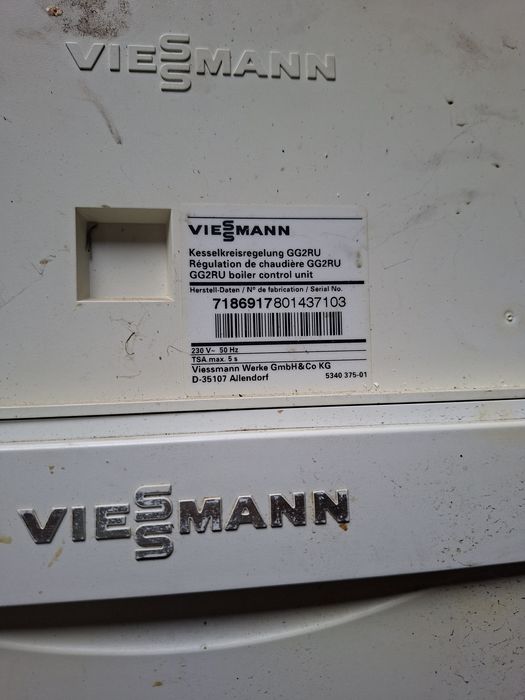 VIESSMANN
VIESSMANN
Kesselkreisregelung GG2RU
Régulation de chaudière GG2RU
GG2RU boiler control unit
Herstell-Daten / N° de fabrication / Serial No.
7186917801437103
230 V~ 50 Hz
TSA max. 5 s
Viessmann Werke GmbH&Co KG
D-35107 Allendorf 5340 375-01
VIESSMANN